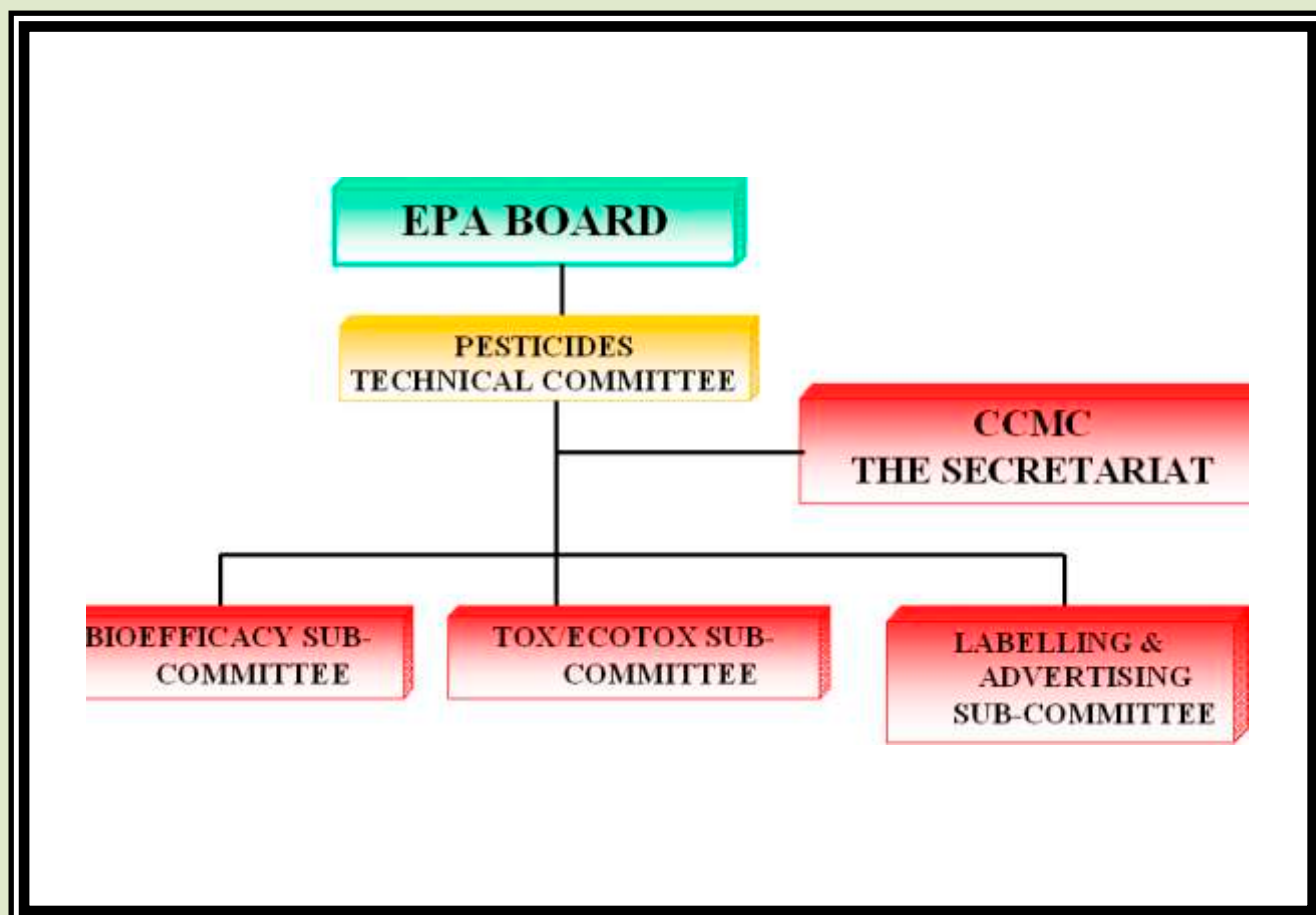 EPA BOARD
PESTICIDES
TECHNICAL COMMITTEE
CCMC
THE SECRETARIAT
BIOEFFICACY SUB-
COMMITTEE
TOX/ECOTOX SUB-
COMMITTEE
LABELLING &
ADVERTISING
SUB-COMMITTEE